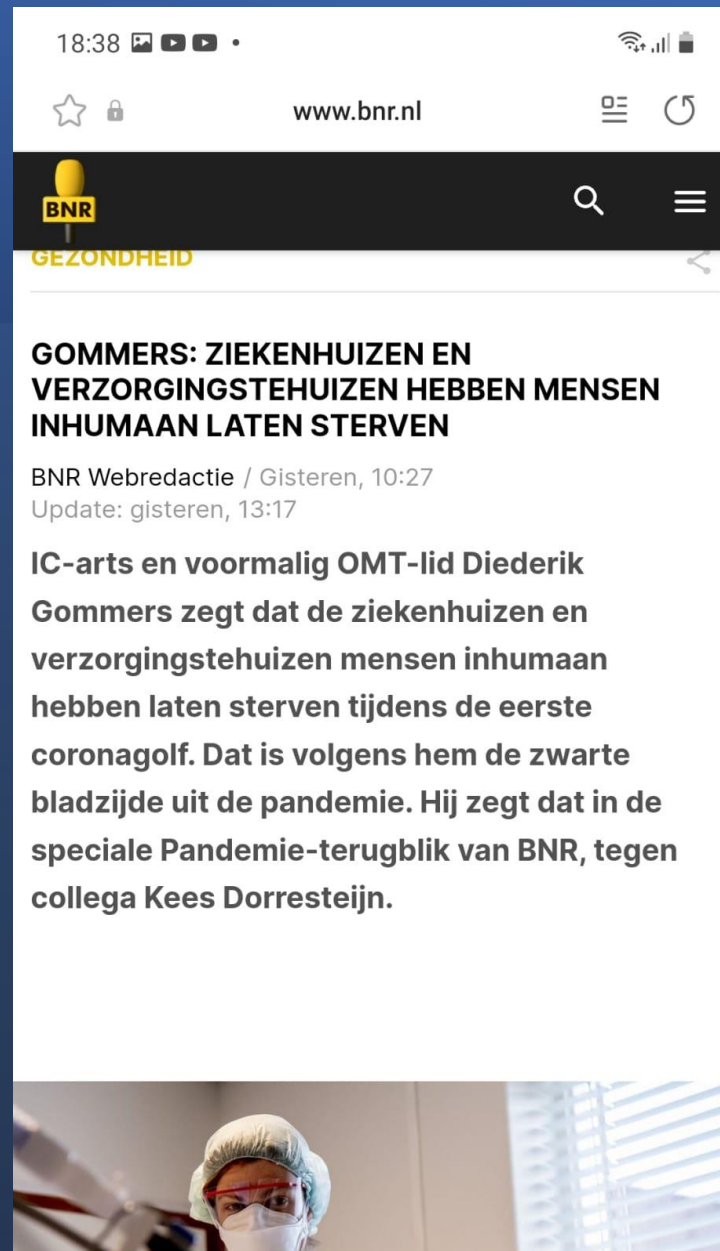 18:38
www.bnr.nl
BNR
GEZONDHEID
GOMMERS: ZIEKENHUIZEN EN
VERZORGINGSTEHUIZEN HEBBEN MENSEN
INHUMAAN LATEN STERVEN
BNR Webredactie / Gisteren, 10:27
Update: gisteren, 13:17
IC-arts en voormalig OMT-lid Diederik
Gommers zegt dat de ziekenhuizen en
verzorgingstehuizen mensen inhumaan
hebben laten sterven tijdens de eerste
coronagolf. Dat is volgens hem de zwarte
bladzijde uit de pandemie. Hij zegt dat in de
speciale Pandemie-terugblik van BNR, tegen
collega Kees Dorresteijn.